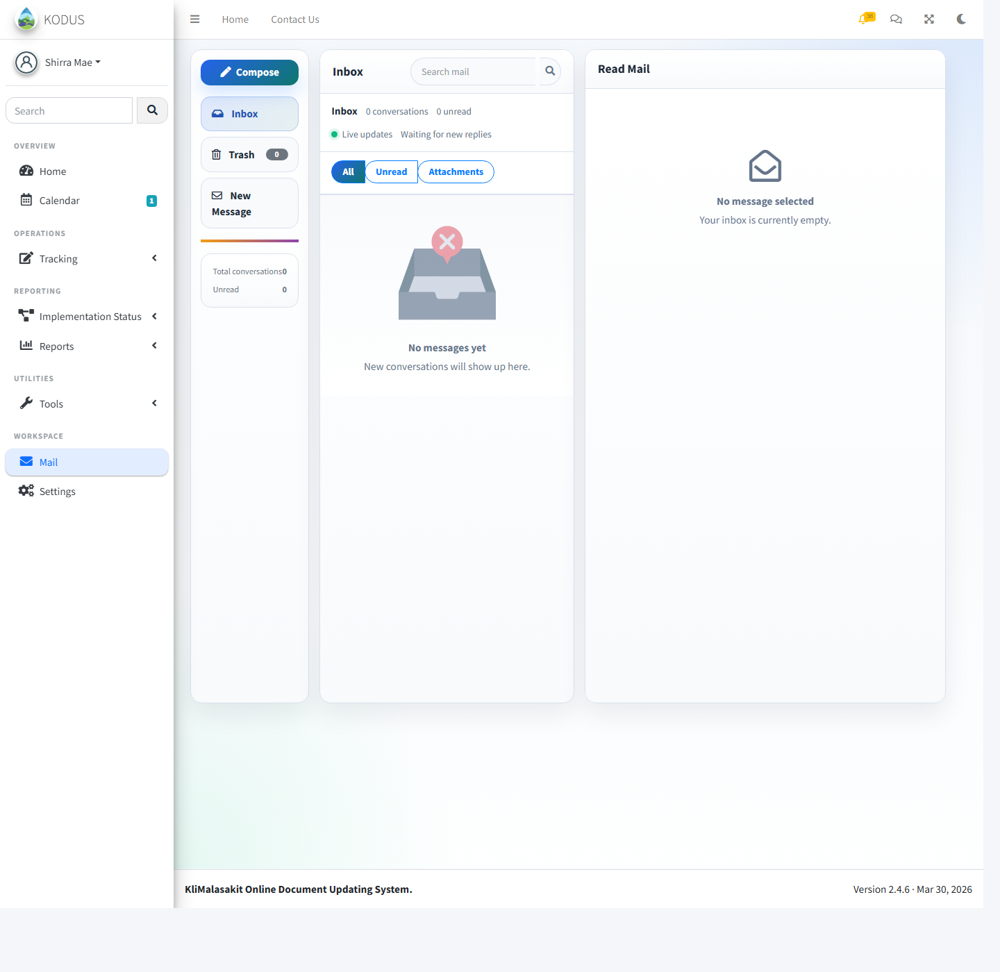 KODUS
Home
Contact Us
38
Shirra Mae
Search
OVERVIEW
Home
Calendar
1
OPERATIONS
Tracking
REPORTING
Implementation Status
Reports
UTILITIES
Tools
WORKSPACE
Mail
Settings
Compose
Inbox
Trash
0
New
Message
Total conversations 0
Unread 0
Inbox
Search mail
Inbox 0 conversations 0 unread
Live updates Waiting for new replies
All
Unread
Attachments
No messages yet
New conversations will show up here.
Read Mail
No message selected
Your inbox is currently empty.
KliMalasakit Online Document Updating System.
Version 2.4.6 · Mar 30, 2026